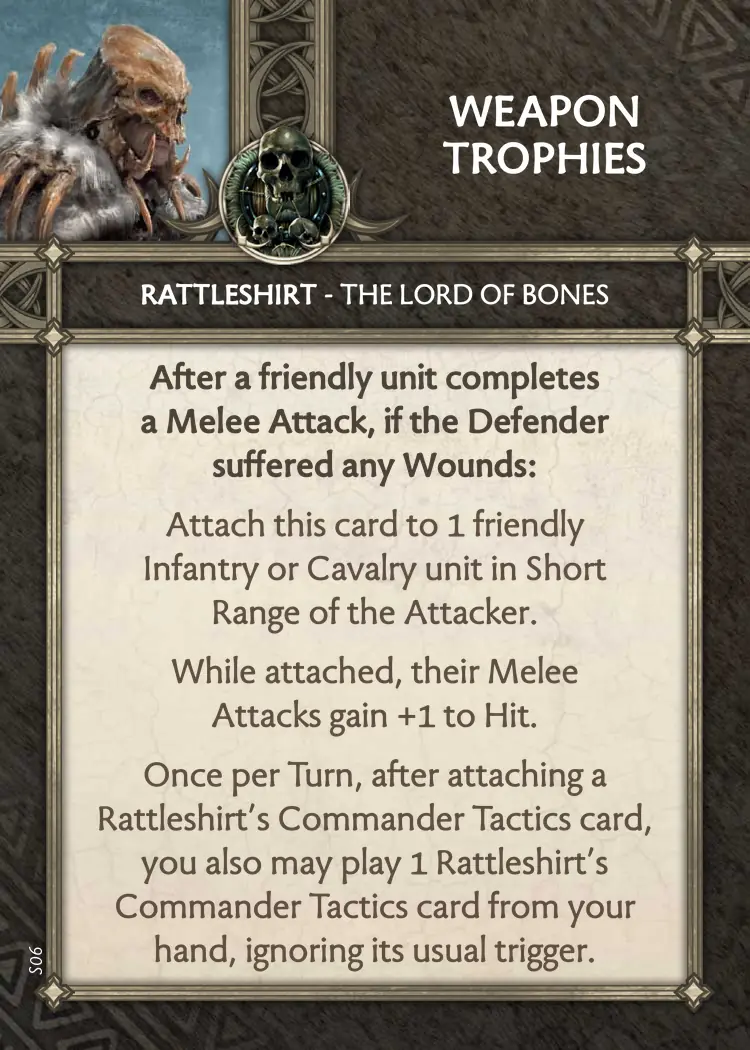 WEAPON
TROPHIES
RATTLESHIRT - THE LORD OF BONES
After a friendly unit completes
a Melee Attack, if the Defender
suffered any Wounds:
Attach this card to 1 friendly
Infantry or Cavalry unit in Short
Range of the Attacker.
While attached, their Melee
Attacks gain +1 to Hit.
Once per Turn, after attaching a
Rattleshirt's Commander Tactics card,
you also may play 1 Rattleshirt's
Commander Tactics card from your
hand, ignoring its usual trigger.
S06